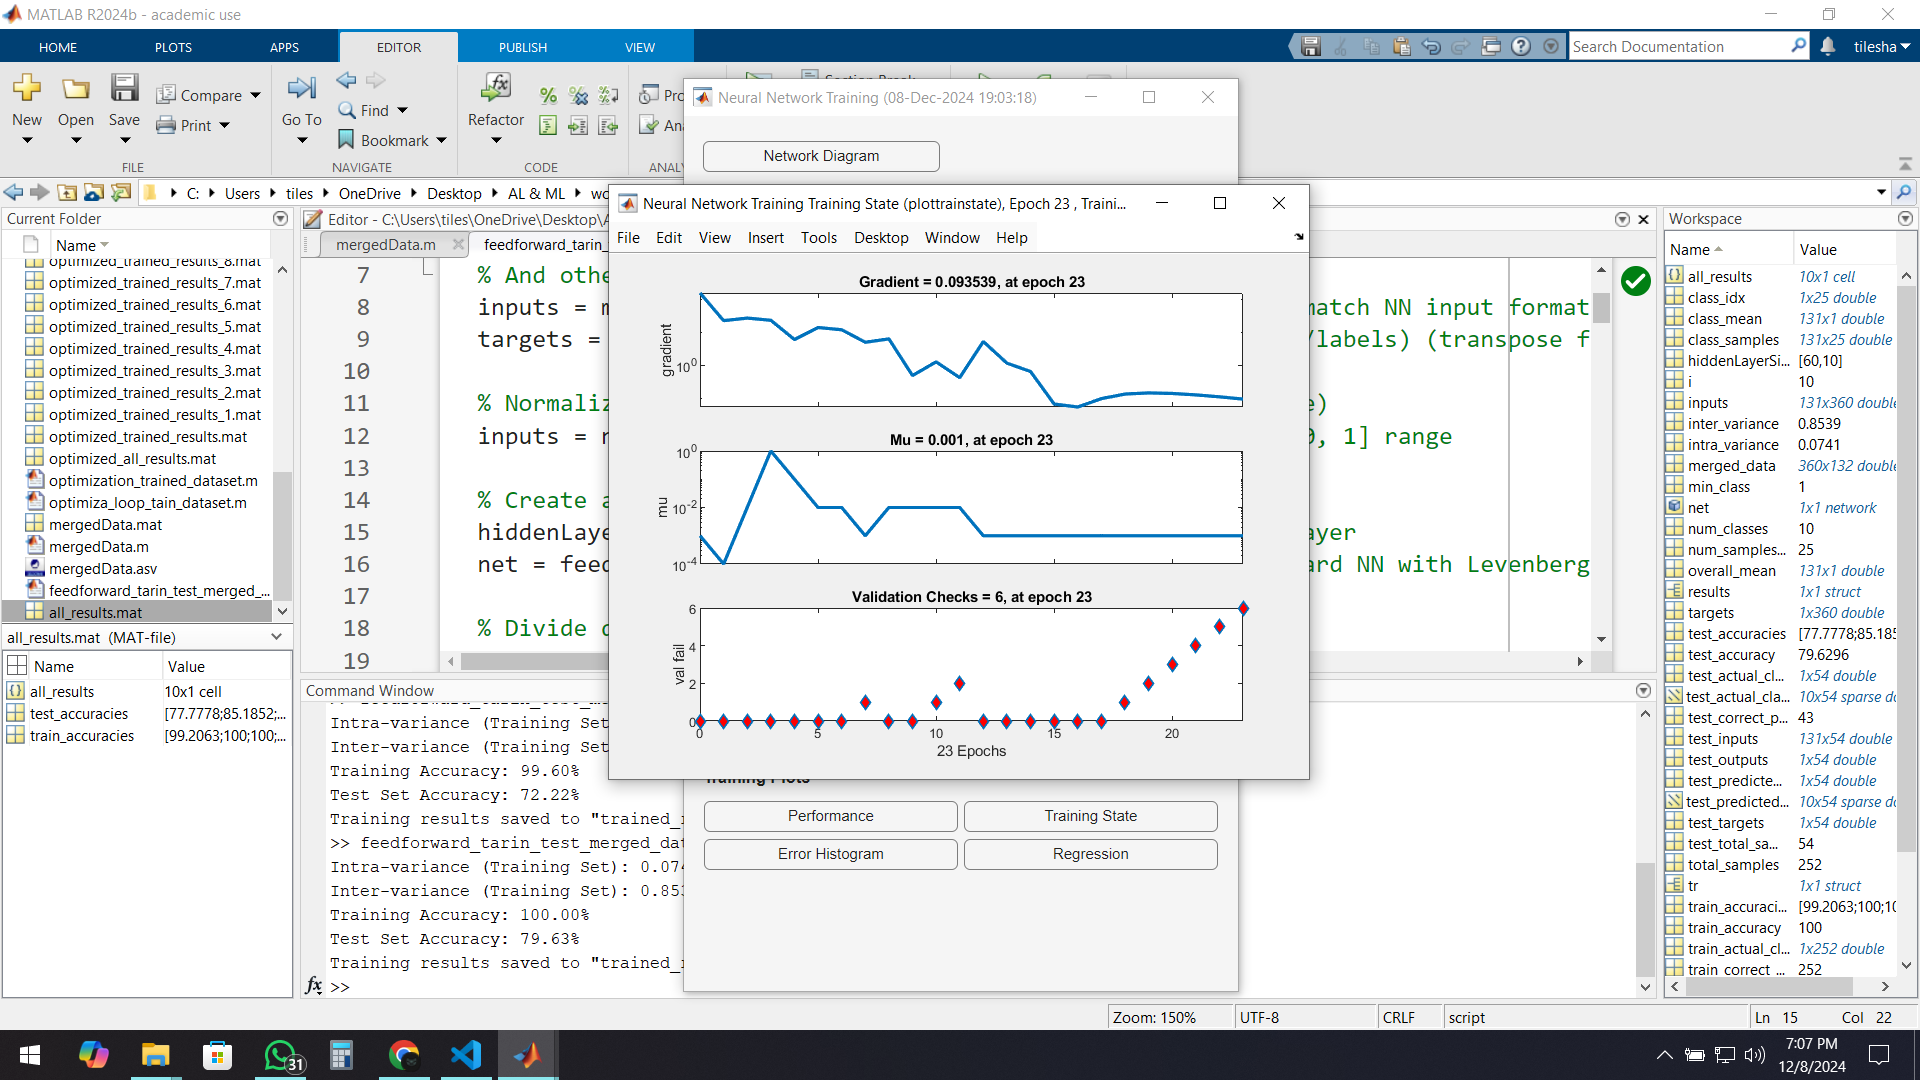 MATLAB R2024b - academic use
HOME PLOTS APPS EDITOR PUBLISH VIEW
Search Documentation
tilesha
New Open Save Compare Print
Go To Find Bookmark
Refactor
FILE NAVIGATE CODE
C: Users tiles OneDrive Desktop AL & ML
Current Folder
Name
optimized_trained_results_8.mat
optimized_trained_results_7.mat
optimized_trained_results_6.mat
optimized_trained_results_5.mat
optimized_trained_results_4.mat
optimized_trained_results_3.mat
optimized_trained_results_2.mat
optimized_trained_results_1.mat
optimized_trained_results.mat
optimized_all_results.mat
optimization_trained_dataset.m
optimiza_loop_tain_dataset.m
mergedData.mat
mergedData.m
mergedData.asv
feedforward_tarin_test_merged_...
all_results.mat
all_results.mat (MAT-file)
Name Value
all_results 10x1 cell
test_accuracies [77.7778;85.1852;...
train_accuracies [99.2063;100;100;...
Editor - C:\Users\tiles\OneDrive\Desktop\A
mergedData.m feedforward_tarin_
7 % And othe
8 inputs = m match NN input format
9 targets = /labels) (transpose f
10
11 % Normaliz e)
12 inputs = n 0, 1] range
13
14 % Create a
15 hiddenLaye ayer
16 net = feed ard NN with Levenberg
17
18 % Divide d
19
Command Window
Intra-variance (Training Set
Inter-variance (Training Set
Training Accuracy: 99.60%
Test Set Accuracy: 72.22%
Training results saved to "trained_r
>> feedforward_tarin_test_merged_dat
Intra-variance (Training Set): 0.074
Inter-variance (Training Set): 0.853
Training Accuracy: 100.00%
Test Set Accuracy: 79.63%
Training results saved to "trained_r
fx >>
Neural Network Training (08-Dec-2024 19:03:18)
Network Diagram
Neural Network Training Training State (plottrainstate), Epoch 23 , Traini...
File Edit View Insert Tools Desktop Window Help
Gradient = 0.093539, at epoch 23
gradient
10^0
Mu = 0.001, at epoch 23
mu
10^0
10^-2
10^-4
Validation Checks = 6, at epoch 23
val fail
6
4
2
0
0 5 10 15 20
23 Epochs
Training Plots
Performance Training State
Error Histogram Regression
Workspace
Name Value
all_results 10x1 cell
class_idx 1x25 double
class_mean 131x1 double
class_samples 131x25 double
hiddenLayerSi... [60,10]
i 10
inputs 131x360 double
inter_variance 0.8539
intra_variance 0.0741
merged_data 360x132 double
min_class 1
net 1x1 network
num_classes 10
num_samples... 25
overall_mean 131x1 double
results 1x1 struct
targets 1x360 double
test_accuracies [77.7778;85.185
test_accuracy 79.6296
test_actual_cl... 1x54 double
test_actual_cla... 10x54 sparse do
test_correct_p... 43
test_inputs 131x54 double
test_outputs 1x54 double
test_predicte... 1x54 double
test_predicted... 10x54 sparse do
test_targets 1x54 double
test_total_sa... 54
total_samples 252
tr 1x1 struct
train_accuraci... [99.2063;100;10
train_accuracy 100
train_actual_cl... 1x252 double
train_correct_... 252
Zoom: 150% UTF-8 CRLF script Ln 15 Col 22
31
7:07 PM
12/8/2024